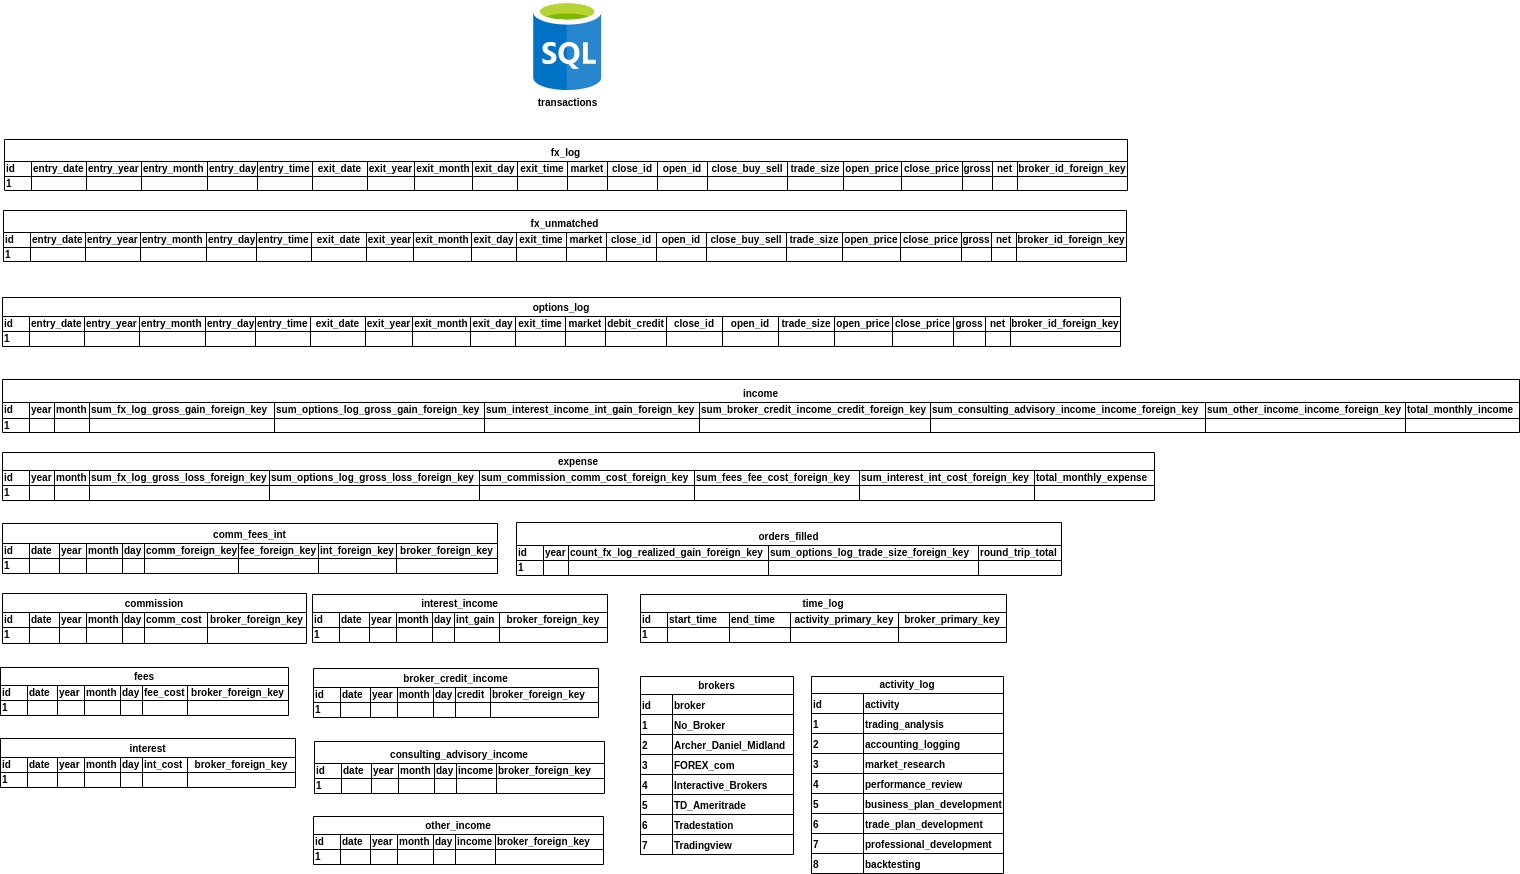 SQL
transactions
fx_log
id entry_date entry_year entry_month entry_day entry_time exit_date exit_year exit_month exit_day exit_time market close_id open_id close_buy_sell trade_size open_price close_price gross net broker_id_foreign_key
1
fx_unmatched
id entry_date entry_year entry_month entry_day entry_time exit_date exit_year exit_month exit_day exit_time market close_id open_id close_buy_sell trade_size open_price close_price gross net broker_id_foreign_key
1
options_log
id entry_date entry_year entry_month entry_day entry_time exit_date exit_year exit_month exit_day exit_time market debit_credit close_id open_id trade_size open_price close_price gross net broker_id_foreign_key
1
income
id year month sum_fx_log_gross_gain_foreign_key sum_options_log_gross_gain_foreign_key sum_interest_income_int_gain_foreign_key sum_broker_credit_income_credit_foreign_key sum_consulting_advisory_income_income_foreign_key sum_other_income_income_foreign_key total_monthly_income
1
expense
id year month sum_fx_log_gross_loss_foreign_key sum_options_log_gross_loss_foreign_key sum_commission_comm_cost_foreign_key sum_fees_fee_cost_foreign_key sum_interest_int_cost_foreign_key total_monthly_expense
1
comm_fees_int
id date year month day comm_foreign_key fee_foreign_key int_foreign_key broker_foreign_key
1
orders_filled
id year count_fx_log_realized_gain_foreign_key sum_options_log_trade_size_foreign_key round_trip_total
1
commission
id date year month day comm_cost broker_foreign_key
1
interest_income
id date year month day int_gain broker_foreign_key
1
time_log
id start_time end_time activity_primary_key broker_primary_key
1
fees
id date year month day fee_cost broker_foreign_key
1
broker_credit_income
id date year month day credit broker_foreign_key
1
interest
id date year month day int_cost broker_foreign_key
1
consulting_advisory_income
id date year month day income broker_foreign_key
1
other_income
id date year month day income broker_foreign_key
1
brokers
id broker
1 No_Broker
2 Archer_Daniel_Midland
3 FOREX_com
4 Interactive_Brokers
5 TD_Ameritrade
6 Tradestation
7 Tradingview
activity_log
id activity
1 trading_analysis
2 accounting_logging
3 market_research
4 performance_review
5 business_plan_development
6 trade_plan_development
7 professional_development
8 backtesting